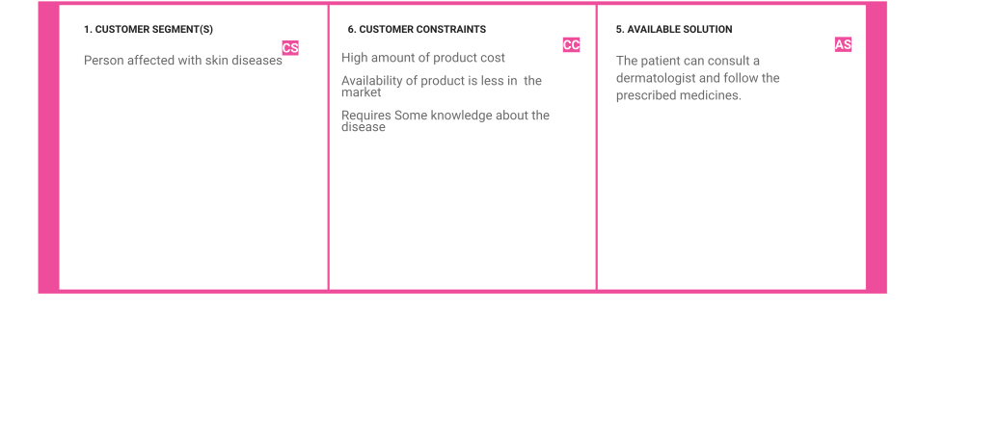 1. CUSTOMER SEGMENT(S)
CS
Person affected with skin diseases
6. CUSTOMER CONSTRAINTS
CC
High amount of product cost
Availability of product is less in  the
market
Requires Some knowledge about the
disease
5. AVAILABLE SOLUTION
AS
The patient can consult a
dermatologist and follow the
prescribed medicines.